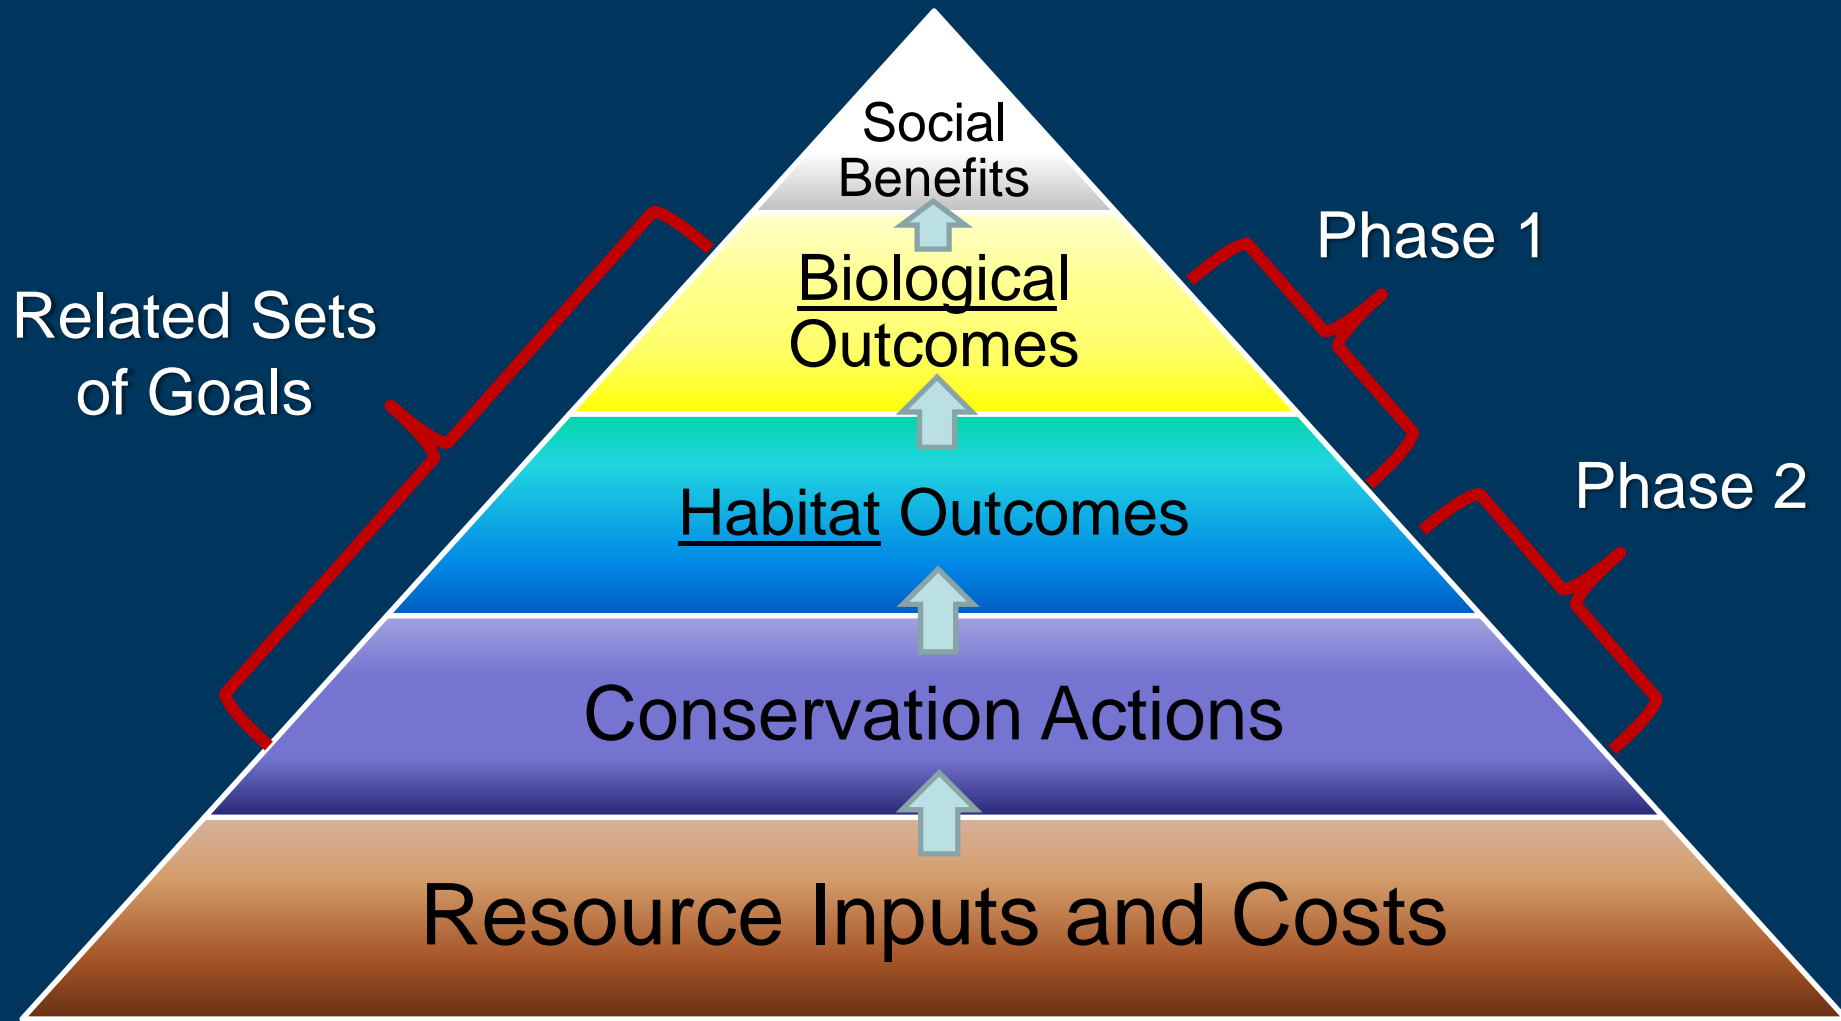 Social
Benefits
Phase 1
Biological
Outcomes
Related Sets
of Goals
Phase 2
Habitat Outcomes
Conservation Actions
Resource Inputs and Costs